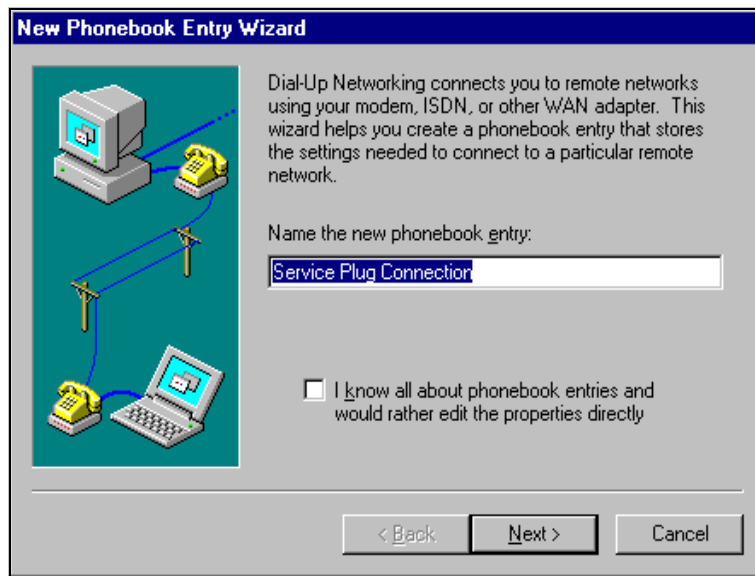 New Phonebook Entry Wizard
Dial-Up Networking connects you to remote networks
using your modem, ISDN, or other WAN adapter. This
wizard helps you create a phonebook entry that stores
the settings needed to connect to a particular remote
network.
Name the new phonebook entry:
Service Plug Connection
I know all about phonebook entries and
would rather edit the properties directly
< Back
Next >
Cancel